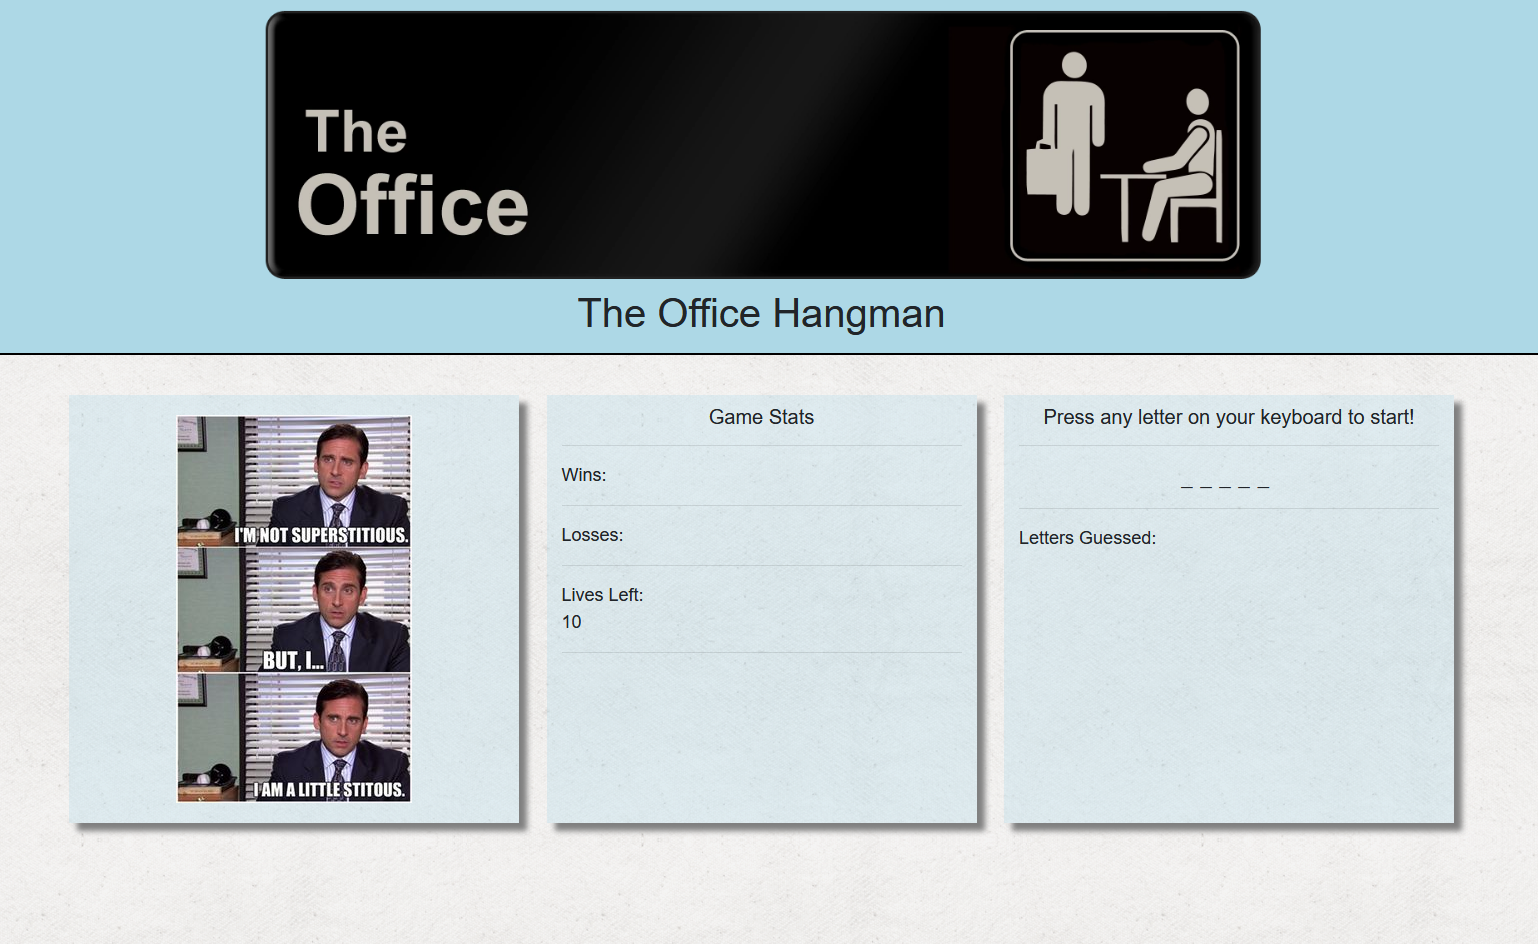 The
Office
The Office Hangman
I'M NOT SUPERSTITIOUS.
BUT, I...
I AM A LITTLE STITOUS.
Game Stats
Wins:
Losses:
Lives Left:
10
Press any letter on your keyboard to start!
_ _ _ _ _
Letters Guessed: